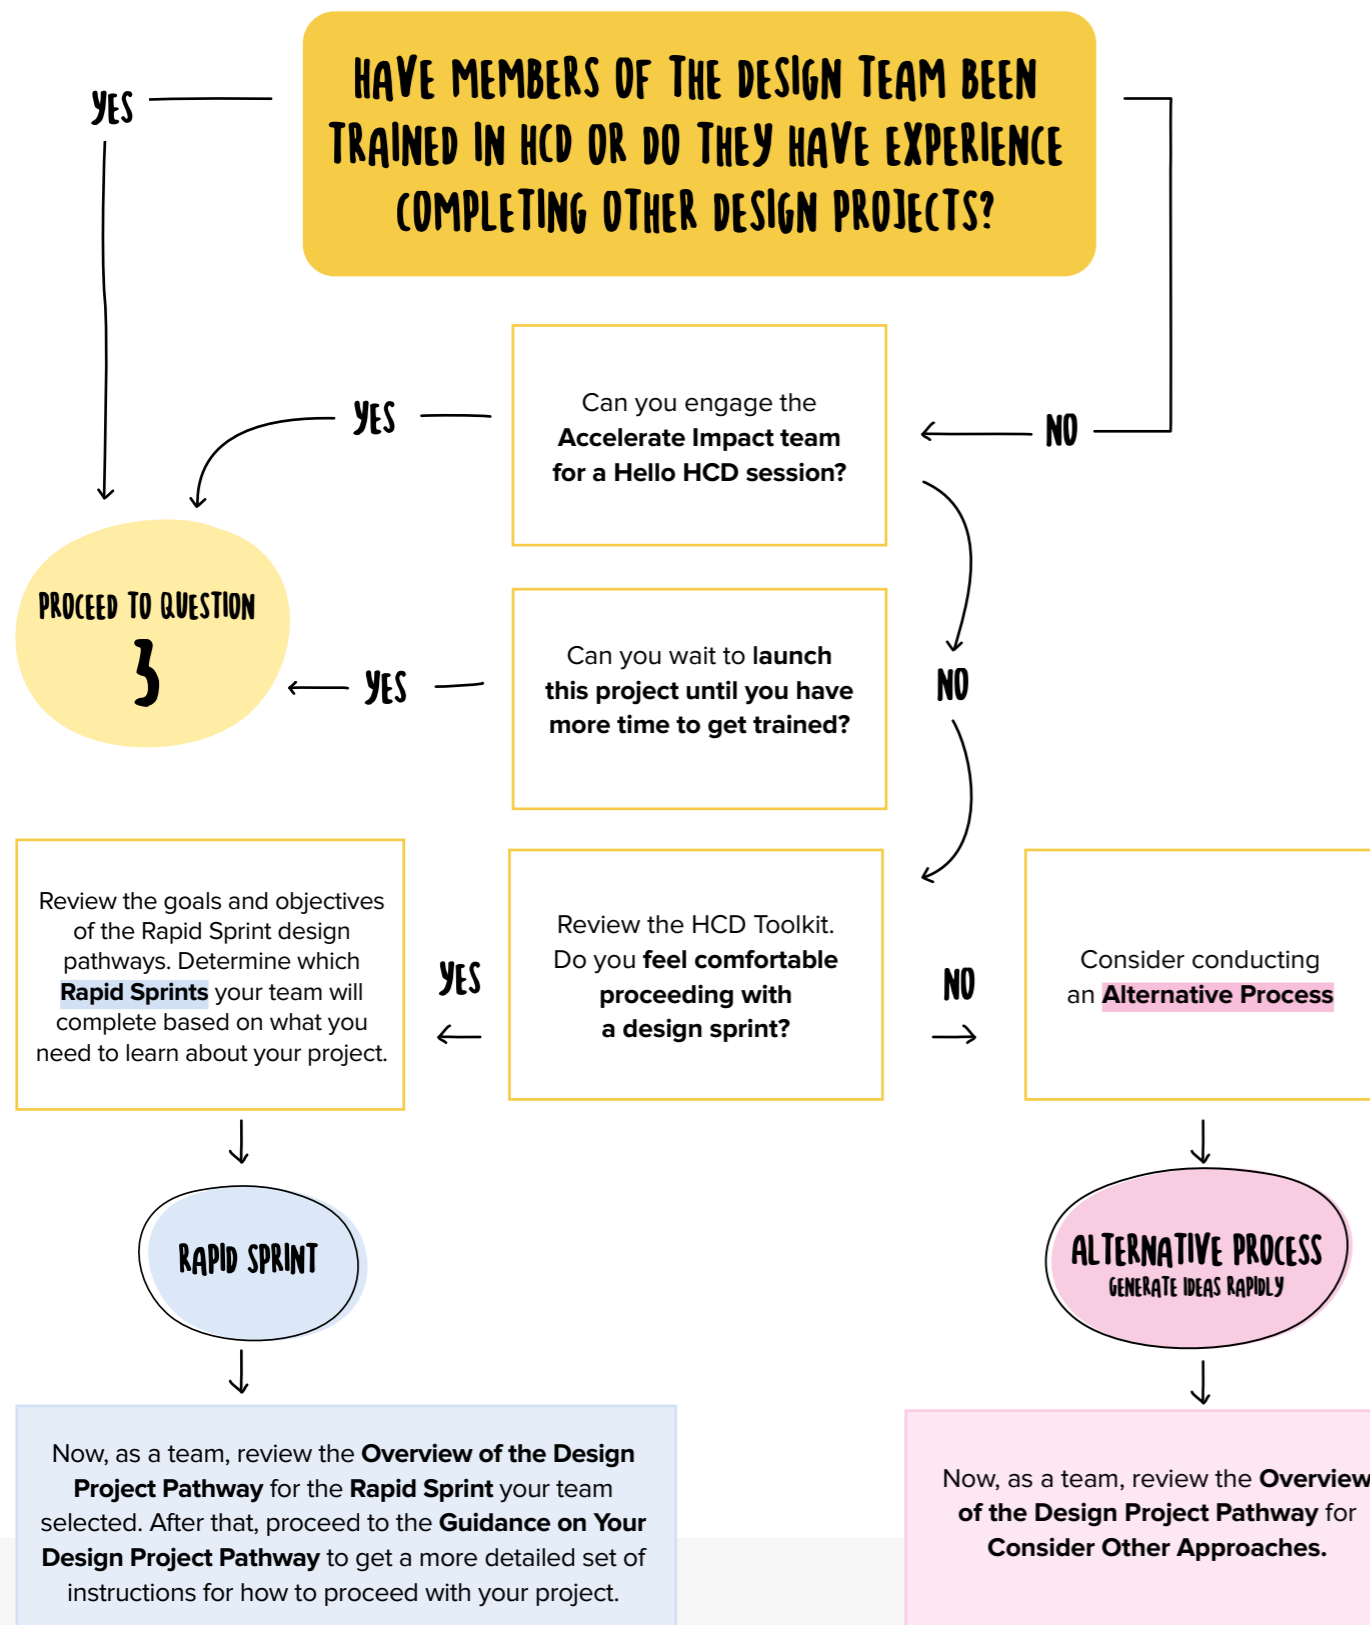 HAVE MEMBERS OF THE DESIGN TEAM BEEN
TRAINED IN HCD OR DO THEY HAVE EXPERIENCE
COMPLETING OTHER DESIGN PROJECTS?
YES
Can you engage the
Accelerate Impact team
for a Hello HCD session?
YES
NO
PROCEED TO QUESTION
3
Can you wait to launch
this project until you have
more time to get trained?
YES
NO
Review the goals and objectives
of the Rapid Sprint design
pathways. Determine which
Rapid Sprints your team will
complete based on what you
need to learn about your project.
YES
Review the HCD Toolkit.
Do you feel comfortable
proceeding with
a design sprint?
NO
Consider conducting
an Alternative Process
RAPID SPRINT
ALTERNATIVE PROCESS
GENERATE IDEAS RAPIDLY
Now, as a team, review the Overview of the Design
Project Pathway for the Rapid Sprint your team
selected. After that, proceed to the Guidance on Your
Design Project Pathway to get a more detailed set of
instructions for how to proceed with your project.
Now, as a team, review the Overview
of the Design Project Pathway for
Consider Other Approaches.